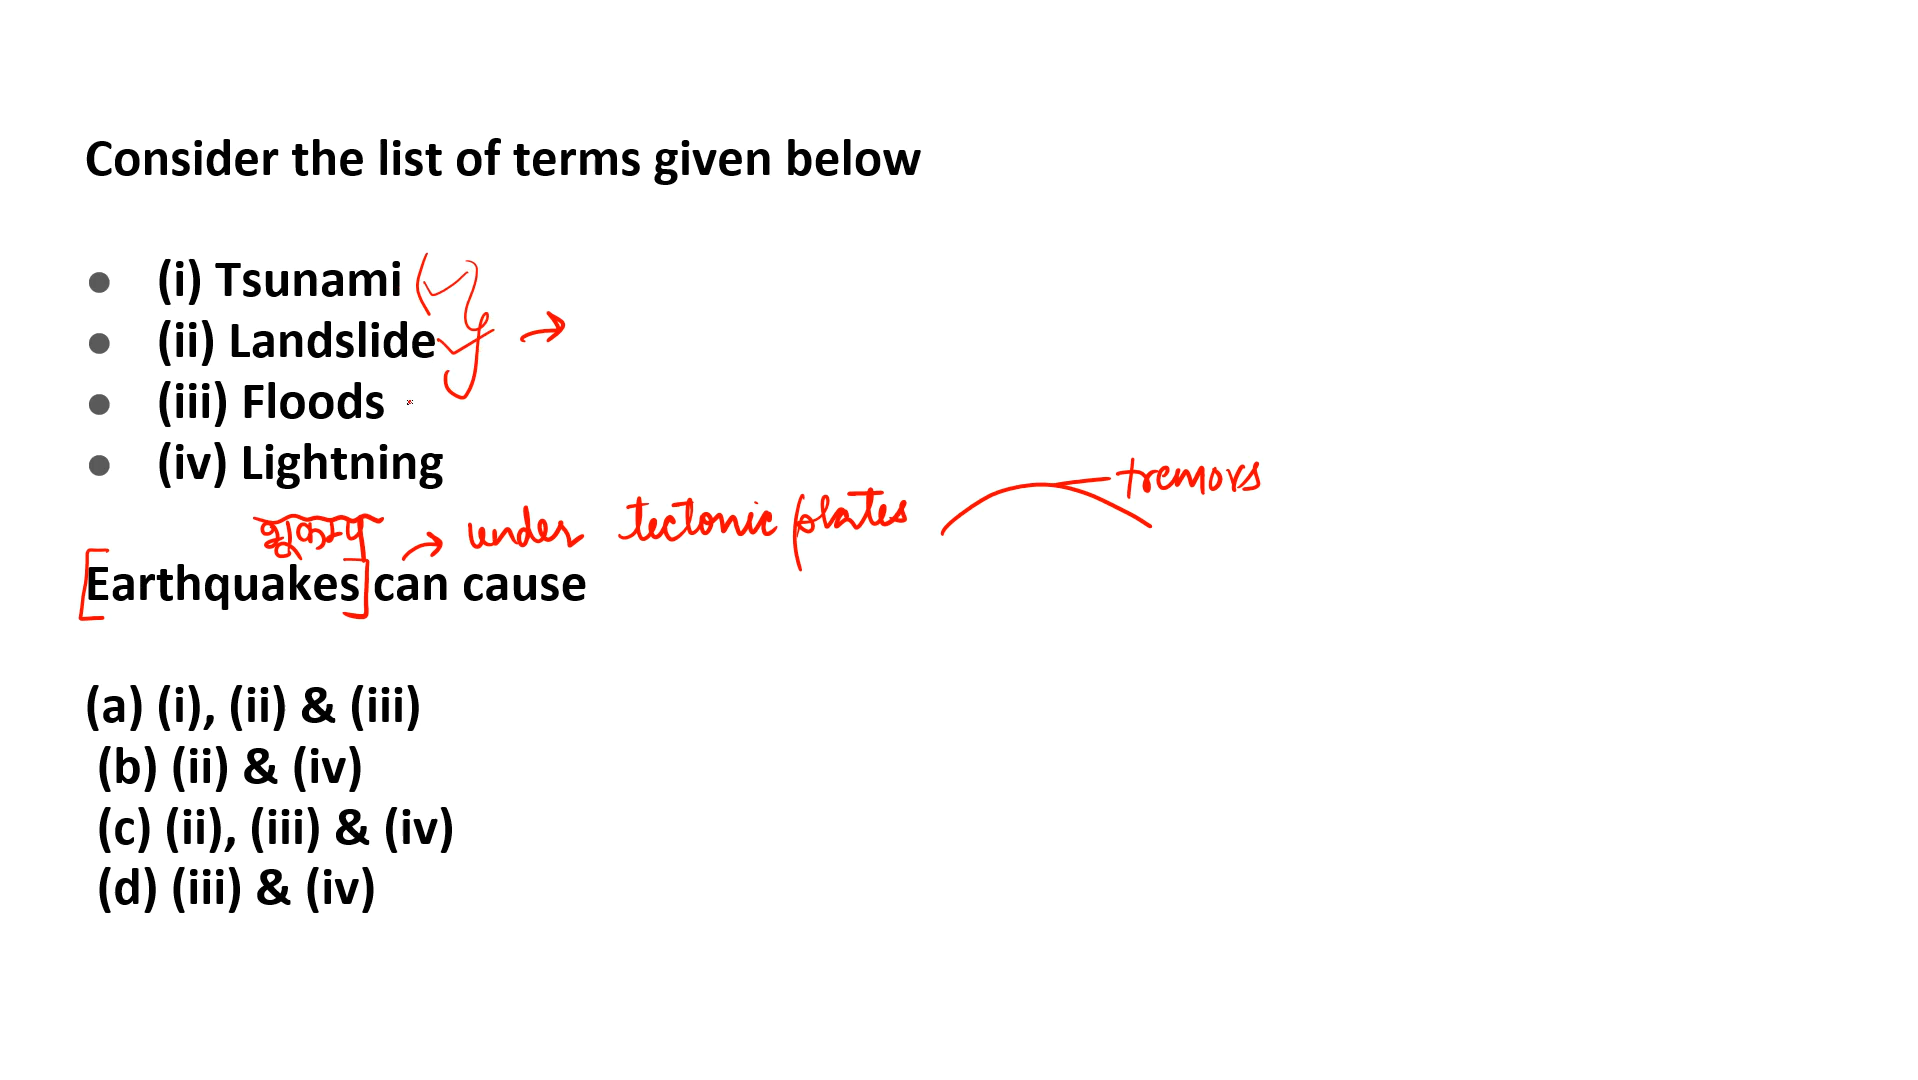 Consider the list of terms given below
● (i) Tsunami
● (ii) Landslide
● (iii) Floods
● (iv) Lightning
tremors
भूकम्प → under tectonic plates
[Earthquakes] can cause
(a) (i), (ii) & (iii)
(b) (ii) & (iv)
(c) (ii), (iii) & (iv)
(d) (iii) & (iv)